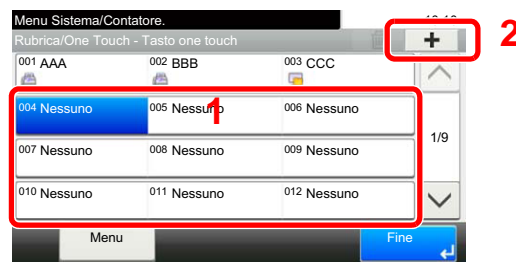 Menu Sistema/Contatore.
Rubrica/One Touch - Tasto one touch
+
2
001 AAA 002 BBB 003 CCC
004 Nessuno 005 Nessuno 006 Nessuno
1
1/9
007 Nessuno 008 Nessuno 009 Nessuno
010 Nessuno 011 Nessuno 012 Nessuno
Menu Fine